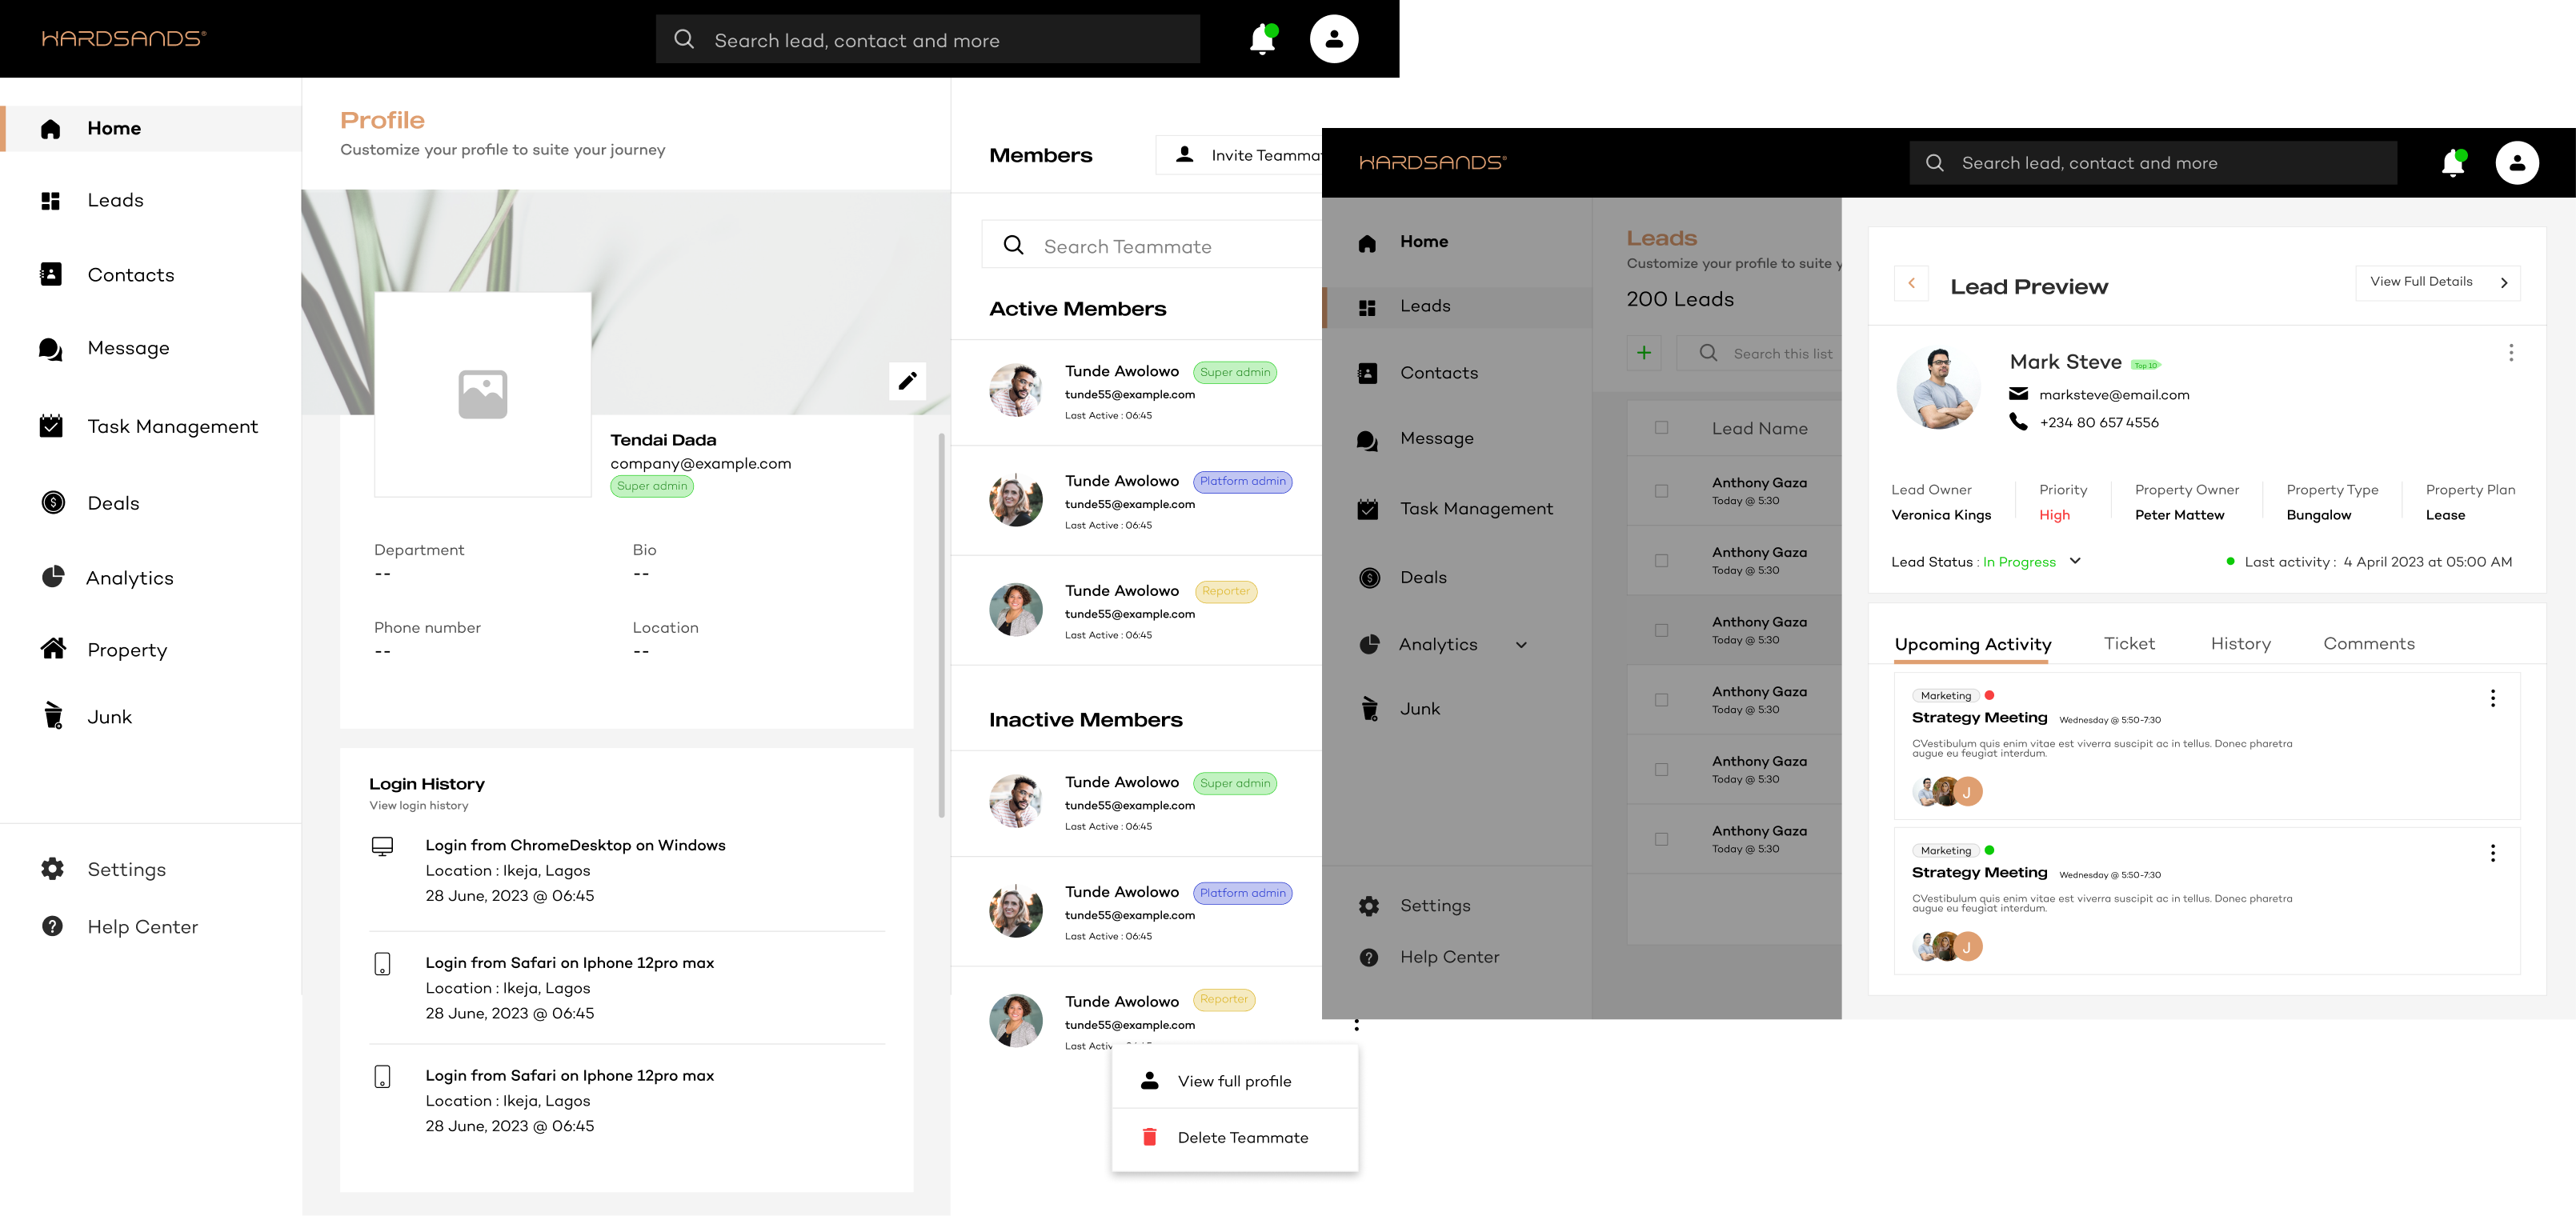 HARDSANDS®
Search lead, contact and more
Home
Leads
Contacts
Message
Task Management
Deals
Analytics
Property
Junk
Settings
Help Center
Profile
Customize your profile to suite your journey
Tendai Dada
company@example.com
Super admin
Department
--
Bio
--
Phone number
--
Location
--
Login History
View login history
Login from ChromeDesktop on Windows
Location : Ikeja, Lagos
28 June, 2023 @ 06:45
Login from Safari on Iphone 12pro max
Location : Ikeja, Lagos
28 June, 2023 @ 06:45
Login from Safari on Iphone 12pro max
Location : Ikeja, Lagos
28 June, 2023 @ 06:45
Members
Invite
Search Teammate
Active Members
Tunde Awolowo Super admin
tunde55@example.com
Last Active : 06:45
Tunde Awolowo Platform admin
tunde55@example.com
Last Active : 06:45
Tunde Awolowo Reporter
tunde55@example.com
Last Active : 06:45
Inactive Members
Tunde Awolowo Super admin
tunde55@example.com
Last Active : 06:45
Tunde Awolowo Platform admin
tunde55@example.com
Last Active : 06:45
Tunde Awolowo Reporter
tunde55@example.com
Last
View full profile
Delete Teammate
HARDSANDS®
Search lead, contact and more
Home
Leads
Contacts
Message
Task Management
Deals
Analytics
Junk
Settings
Help Center
Leads
Customize your profile to suite
200 Leads
Search this list
Lead Name
Anthony Gaza
Today @ 5:30
Anthony Gaza
Today @ 5:30
Anthony Gaza
Today @ 5:30
Anthony Gaza
Today @ 5:30
Anthony Gaza
Today @ 5:30
Anthony Gaza
Today @ 5:30
Lead Preview
View Full Details
Mark Steve Top 10
marksteve@email.com
+234 80 657 4556
Lead Owner
Veronica Kings
Priority
High
Property Owner
Peter Mattew
Property Type
Bungalow
Property Plan
Lease
Lead Status : In Progress
Last activity : 4 April 2023 at 05:00 AM
Upcoming Activity
Ticket
History
Comments
Marketing
Strategy Meeting Wednesday @ 5:50-7:30
CVestibulum quis enim vitae est viverra suscipit ac in tellus. Donec pharetra
augue eu feugiat interdum.
J
Marketing
Strategy Meeting Wednesday @ 5:50-7:30
CVestibulum quis enim vitae est viverra suscipit ac in tellus. Donec pharetra
augue eu feugiat interdum.
J